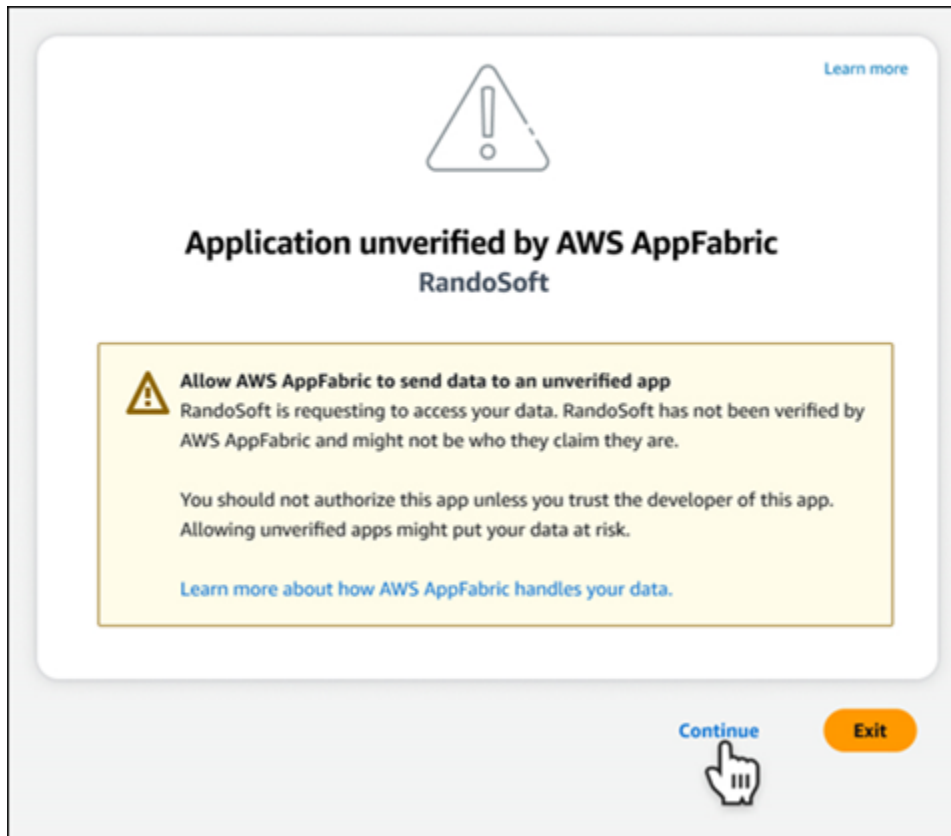 Learn more
Application unverified by AWS AppFabric
RandoSoft
Allow AWS AppFabric to send data to an unverified app
RandoSoft is requesting to access your data. RandoSoft has not been verified by
AWS AppFabric and might not be who they claim they are.
You should not authorize this app unless you trust the developer of this app.
Allowing unverified apps might put your data at risk.
Learn more about how AWS AppFabric handles your data.
Continue
Exit